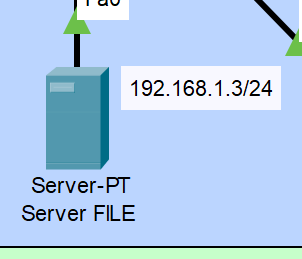 Fa0
192.168.1.3/24
Server-PT
Server FILE